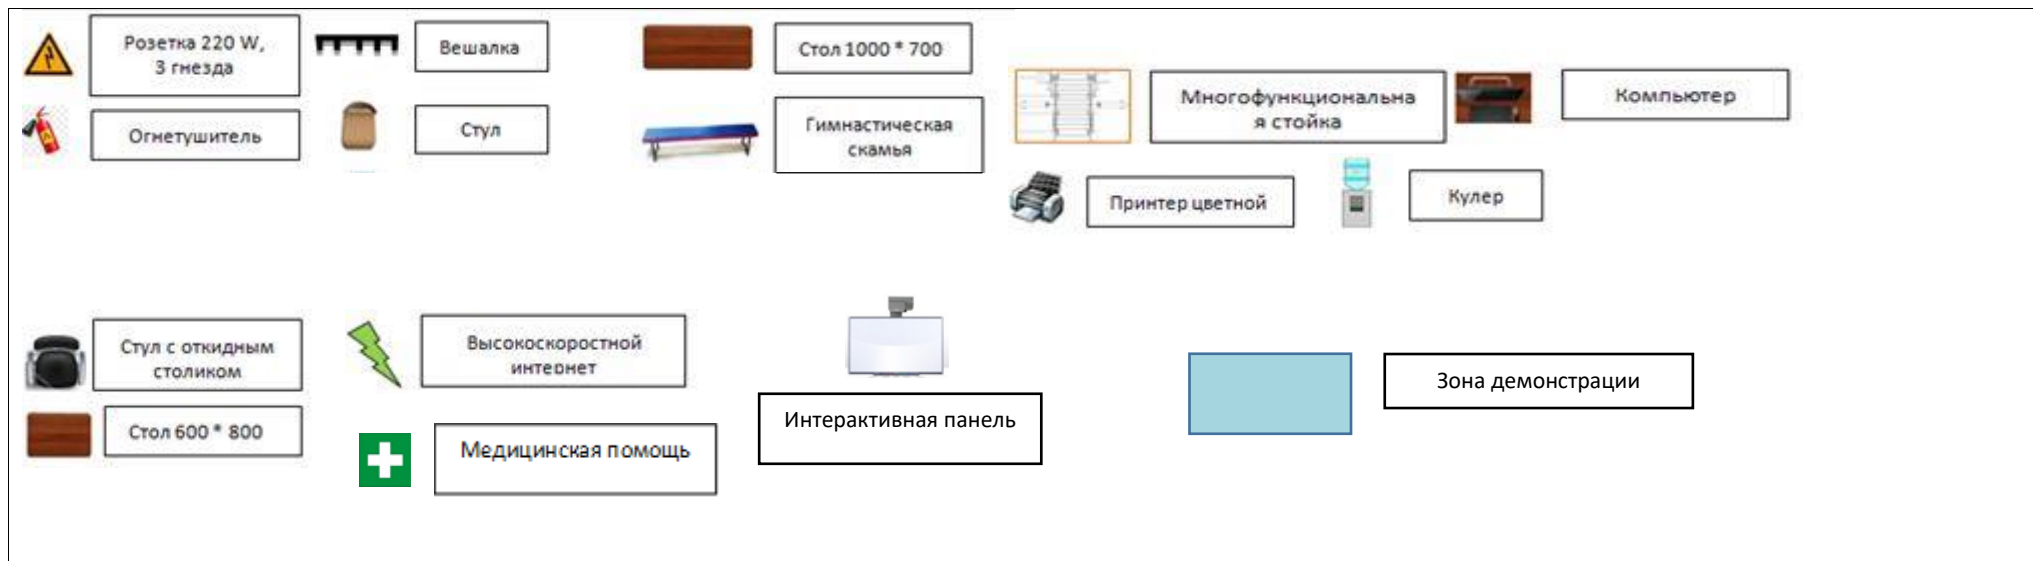 Розетка 220 W,
3 гнезда
Вешалка
Стол 1000 * 700
Многофункциональна
я стойка
Компьютер
Огнетушитель
Стул
Гимнастическая
скамья
Принтер цветной
Кулер
Стул с откидным
столиком
Высокоскоростной
интернет
Интерактивная панель
Зона демонстрации
Стол 600 * 800
Медицинская помощь